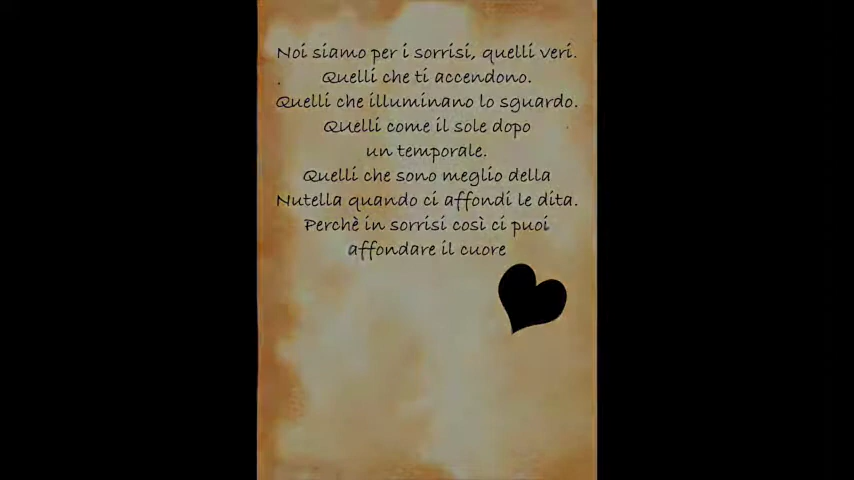 Noi siamo per i sorrisi, quelli veri.
Quelli che ti accendono.
Quelli che illuminano lo sguardo.
QUelli come il sole dopo
un temporale.
Quelli che sono meglio della
Nutella quando ci affondi le dita.
Perchè in sorrisi così ci puoi
affondare il cuore